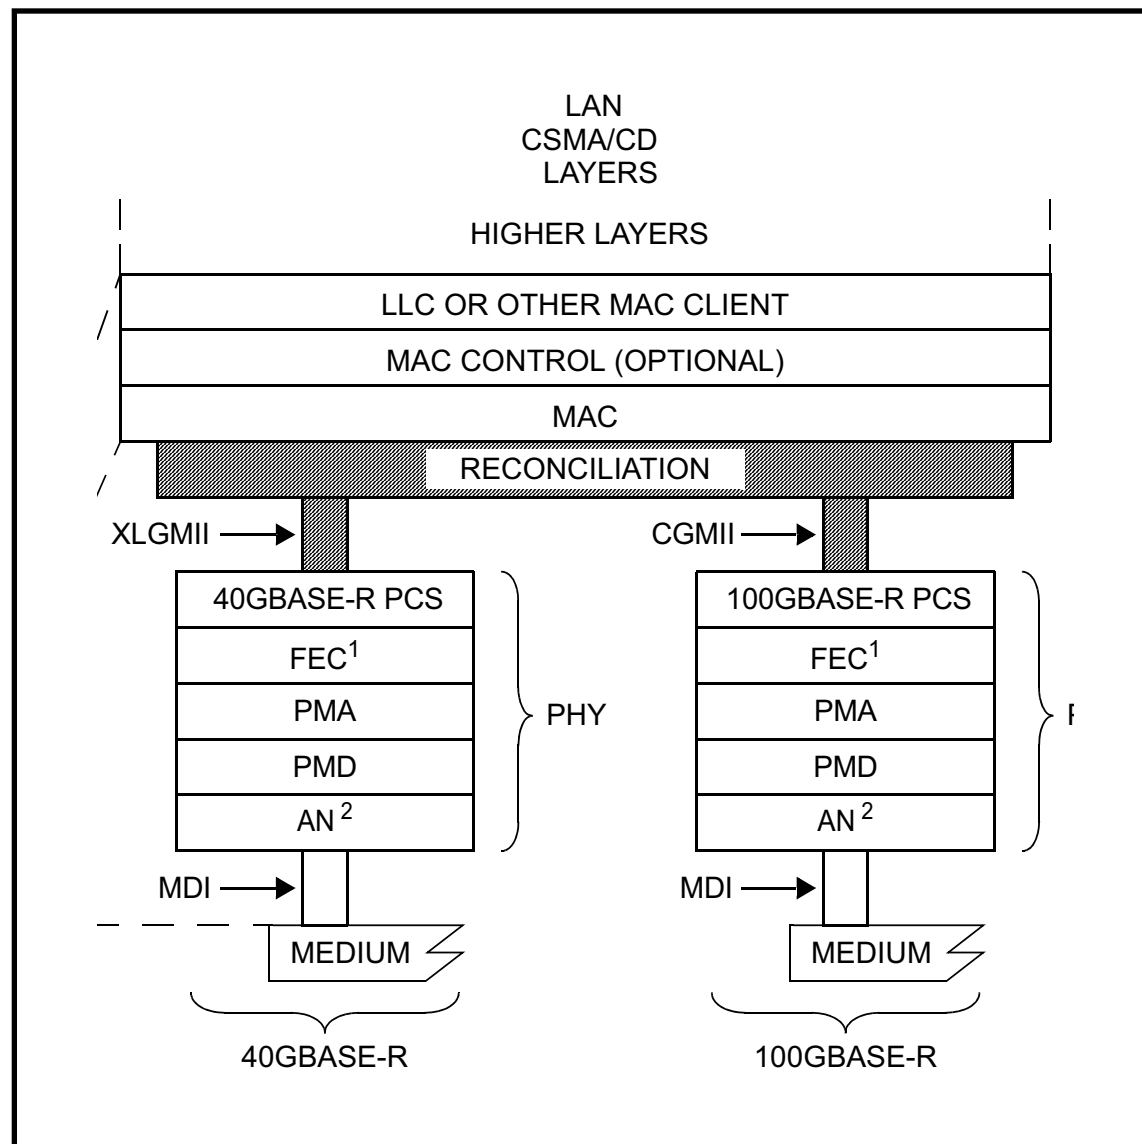 LAN
CSMA/CD
LAYERS
HIGHER LAYERS
LLC OR OTHER MAC CLIENT
MAC CONTROL (OPTIONAL)
MAC
RECONCILIATION
XLGMII
CGMII
40GBASE-R PCS
FEC1
PMA
PMD
AN 2
PHY
100GBASE-R PCS
FEC1
PMA
PMD
AN 2
MDI
MDI
MEDIUM
MEDIUM
40GBASE-R
100GBASE-R